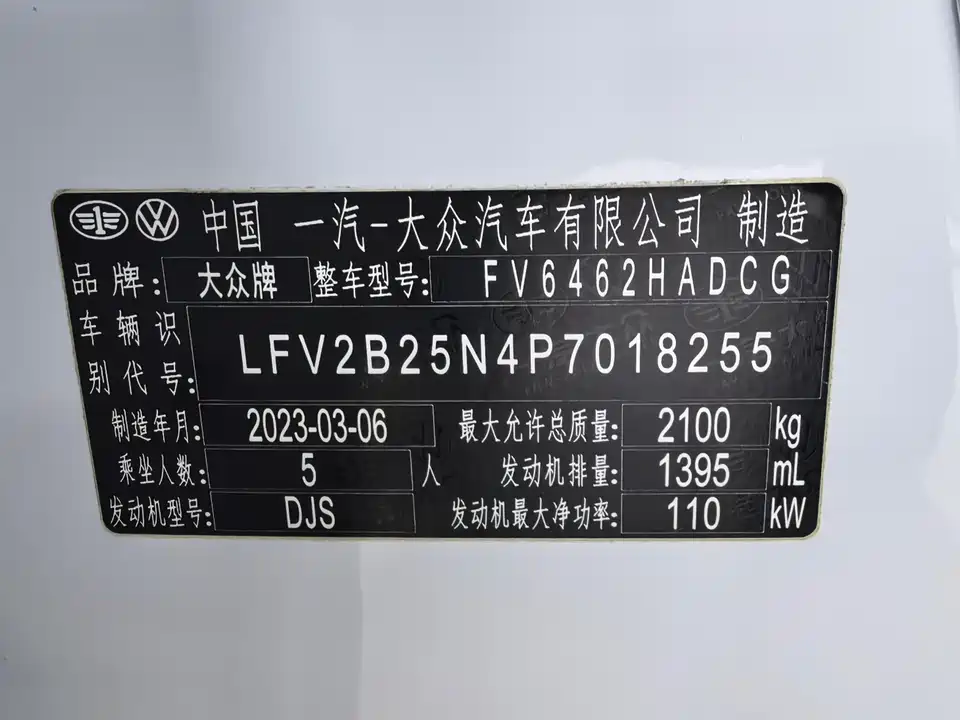 中国 一汽-大众汽车有限公司 制造
品牌: 大众牌 整车型号: FV6462HADCG
车辆识别代号: LFV2B25N4P7018255
制造年月: 2023-03-06 最大允许总质量: 2100 kg
乘坐人数: 5 人 发动机排量: 1395 mL
发动机型号: DJS 发动机最大净功率: 110 kW